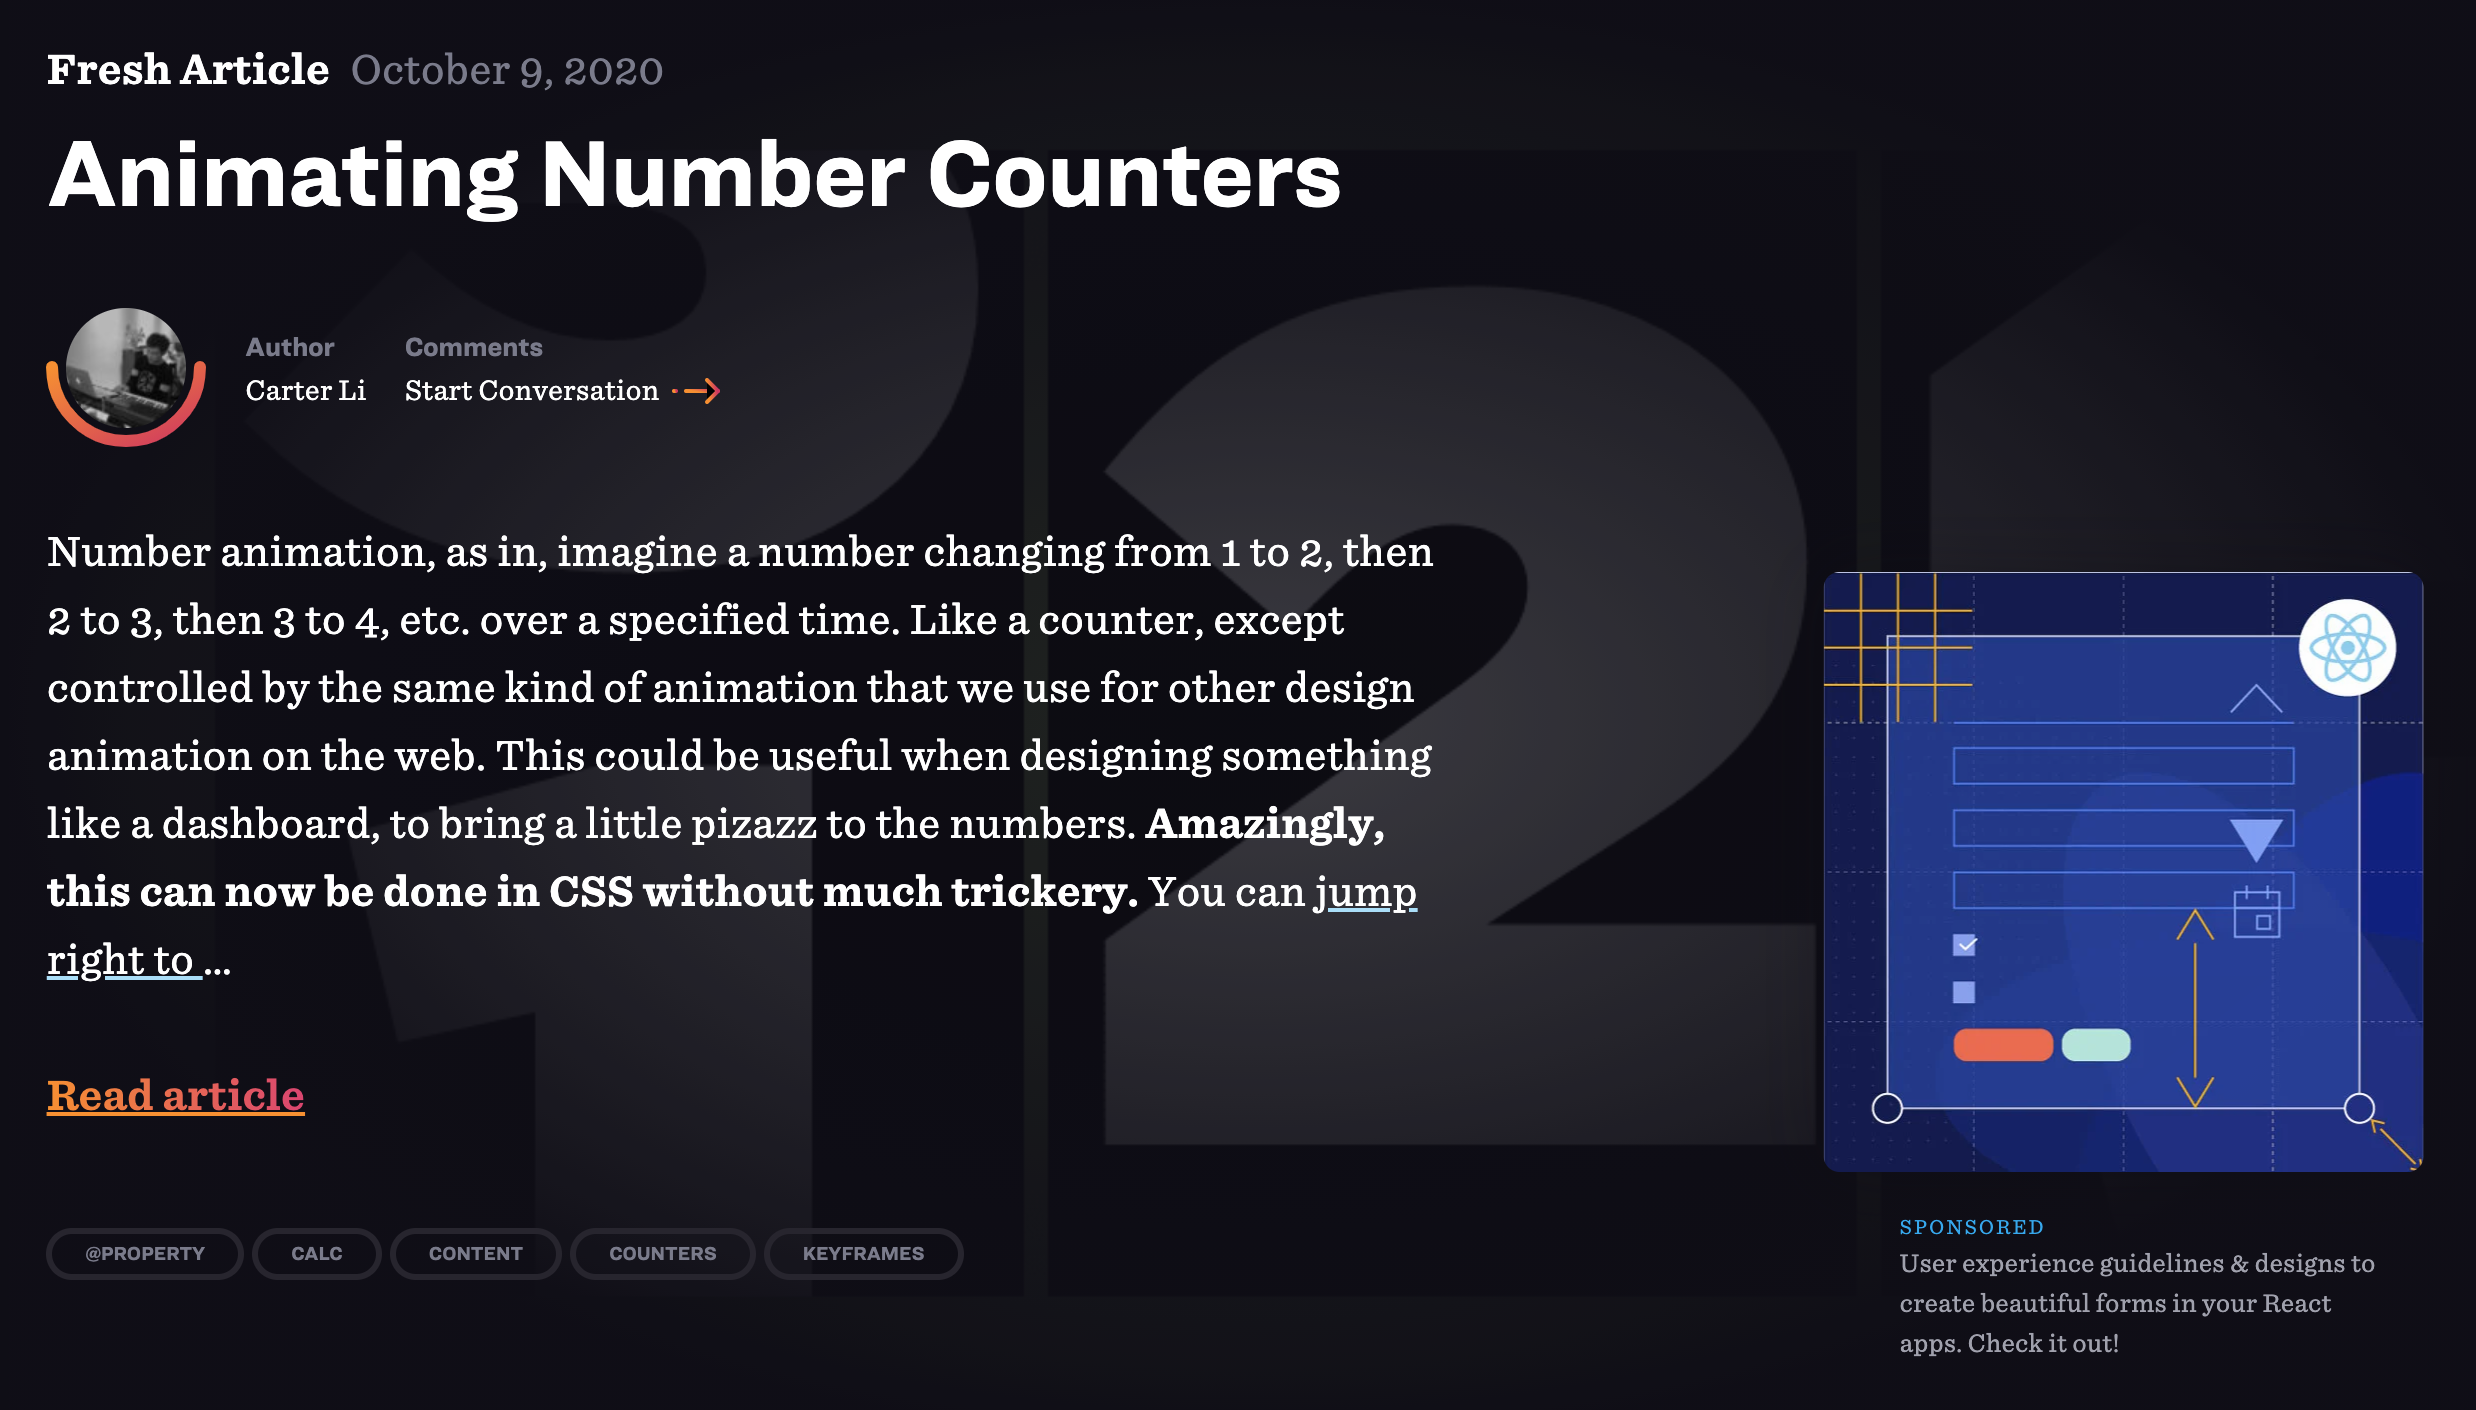 Fresh Article October 9, 2020
Animating Number Counters
Author
Carter Li
Comments
Start Conversation
Number animation, as in, imagine a number changing from 1 to 2, then
2 to 3, then 3 to 4, etc. over a specified time. Like a counter, except
controlled by the same kind of animation that we use for other design
animation on the web. This could be useful when designing something
like a dashboard, to bring a little pizazz to the numbers. Amazingly,
this can now be done in CSS without much trickery. You can jump
right to ...
Read article
@PROPERTY
CALC
CONTENT
COUNTERS
KEYFRAMES
2
1
SPONSORED
User experience guidelines & designs to
create beautiful forms in your React
apps. Check it out!